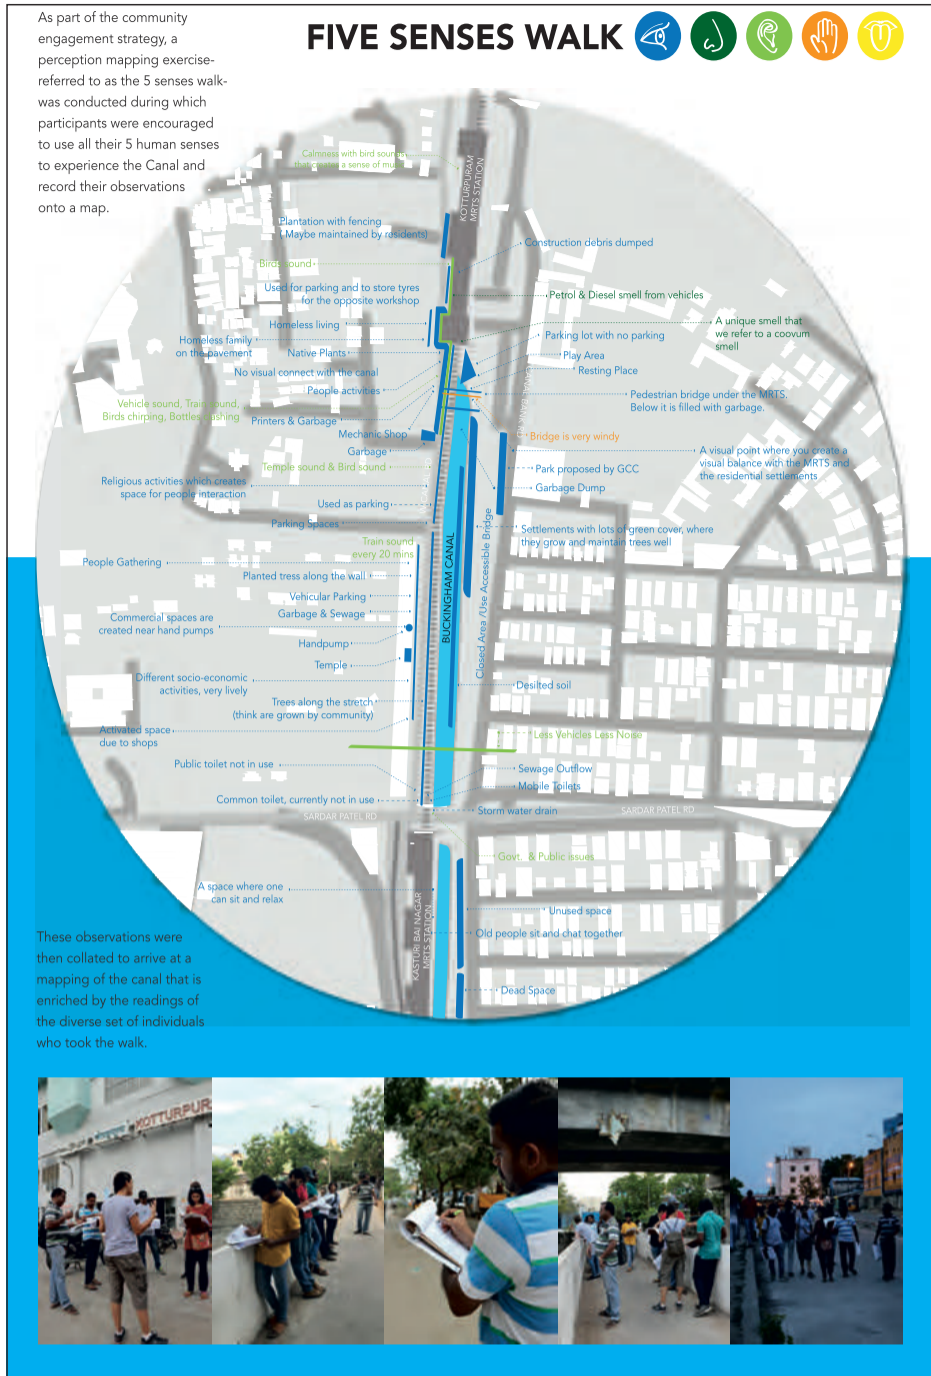 As part of the community
engagement strategy, a
perception mapping exercise-
referred to as the 5 senses walk-
was conducted during which
participants were encouraged
to use all their 5 human senses
to experience the Canal and
record their observations
onto a map.
FIVE SENSES WALK
Calmness with bird sounds
that creates a sense of
KOTTURPURAM
MRTS STATION
Plantation with fencing
( Maybe maintained by residents)
Construction debris dumped
Birds sound
Used for parking and to store tyres
for the opposite workshop
Petrol & Diesel smell from vehicles
Homeless living
A unique smell that
we refer to a coovum
smell
Homeless family
on the pavement
Parking lot with no parking
Native Plants
Play Area
No visual connect with the canal
Resting Place
People activities
Pedestrian bridge under the MRTS,
Below it is filled with garbage.
Vehicle sound, Train sound,
Birds chirping, Bottles
Printers & Garbage
Mechanic Shop
Bridge is very windy
Garbage
A visual point where you create a
visual balance with the MRTS and
the residential settlements
Temple sound & Bird sound
Park proposed by GCC
Religious activities which creates
space for people interaction
Garbage Dump
Used as parking
Parking Spaces
Settlements with lots of green cover, where
they grow and maintain trees well
Train sound
every 20 mins
BUCKINGHAM CANAL
Closed Area /Use Accessible Bridge
People Gathering
Planted tress along the wall
Vehicular Parking
Garbage & Sewage
Commercial spaces are
created near hand pumps
Handpump
Temple
Different socio-economic
activities, very lively
Desilted soil
Trees along the stretch
(think are grown by community)
Activated space
due to shops
Less Vehicles Less Noise
Public toilet not in use
Sewage Outflow
Mobile Toilets
Common toilet, currently not in use
Storm water drain
SARDAR PATEL RD
SARDAR PATEL RD
Govt. & Public issues
A space where one
can sit and relax
KASTURI BAI NAGAR
MRTS STATION
Unused space
Old people sit and chat together
Dead Space
These observations were
then collated to arrive at a
mapping of the canal that is
enriched by the readings of
the diverse set of individuals
who took the walk.
KOTTURPUR